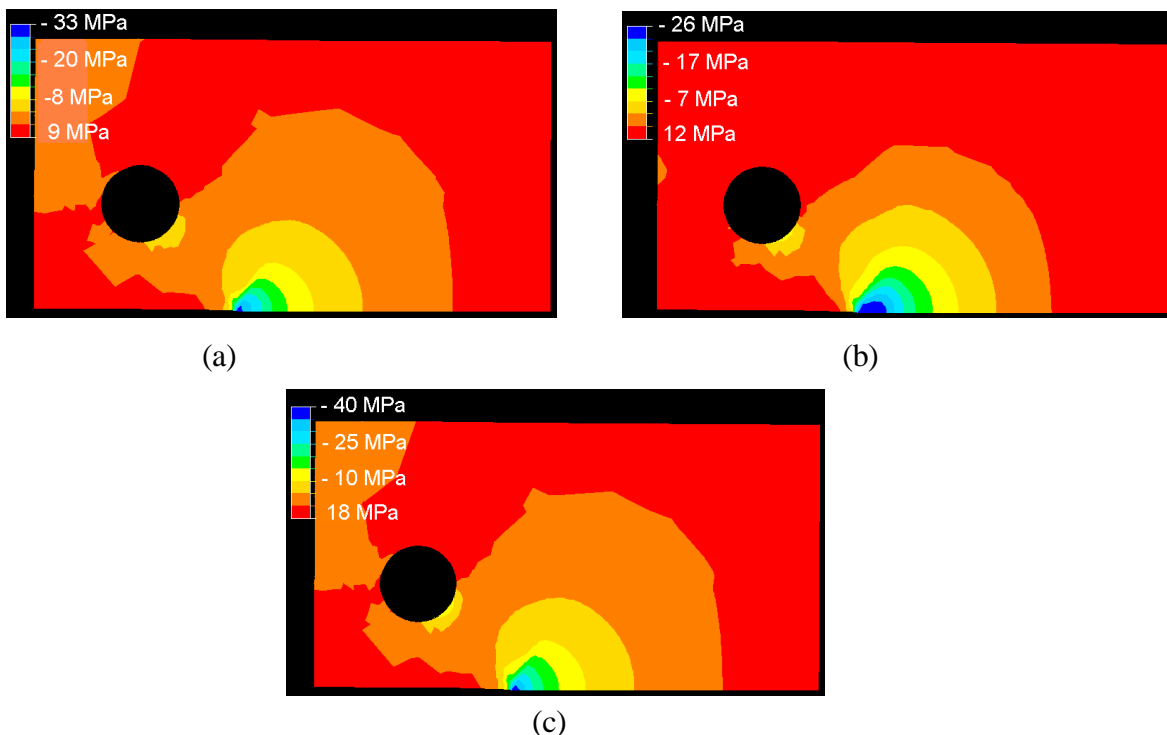 - 33 MPa
- 20 MPa
-8 MPa
9 MPa
(a)
- 26 MPa
- 17 MPa
- 7 MPa
12 MPa
(b)
- 40 MPa
- 25 MPa
- 10 MPa
18 MPa
(c)